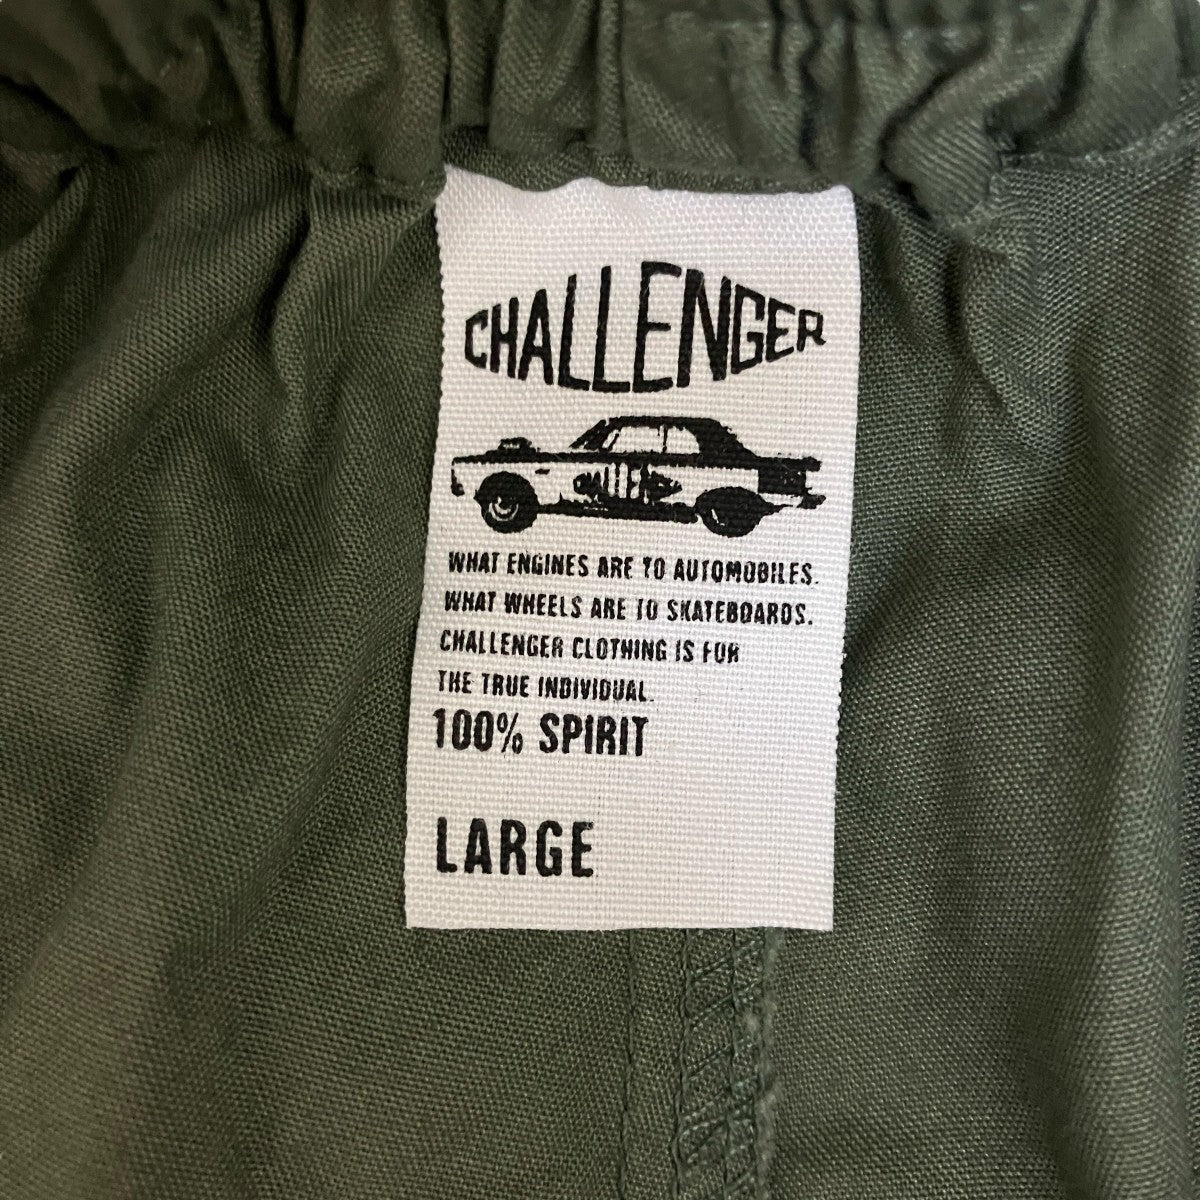 CHALLENGER
WHAT ENGINES ARE TO AUTOMOBILES.
WHAT WHEELS ARE TO SKATEBOARDS.
CHALLENGER CLOTHING IS FOR
THE TRUE INDIVIDUAL.
100% SPIRIT
LARGE